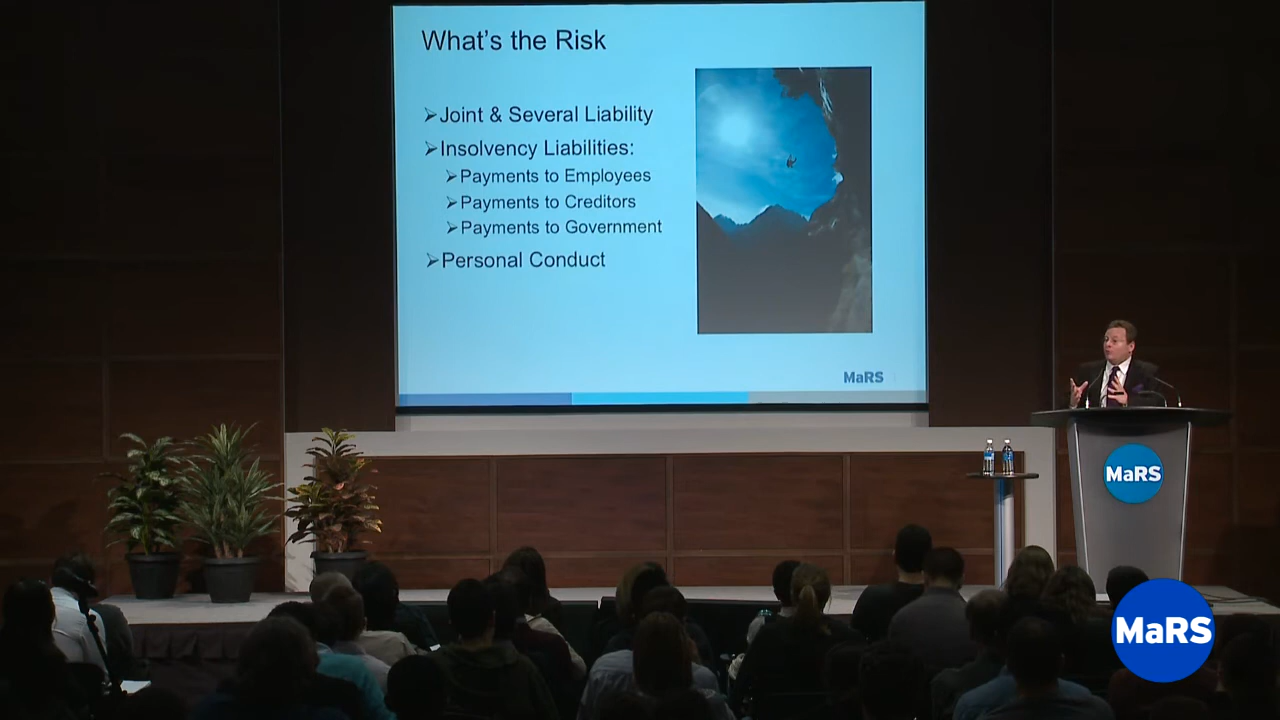 What's the Risk
➢Joint & Several Liability
➢Insolvency Liabilities:
➢Payments to Employees
➢Payments to Creditors
➢Payments to Government
➢Personal Conduct
MaRS
MaRS
MaRS